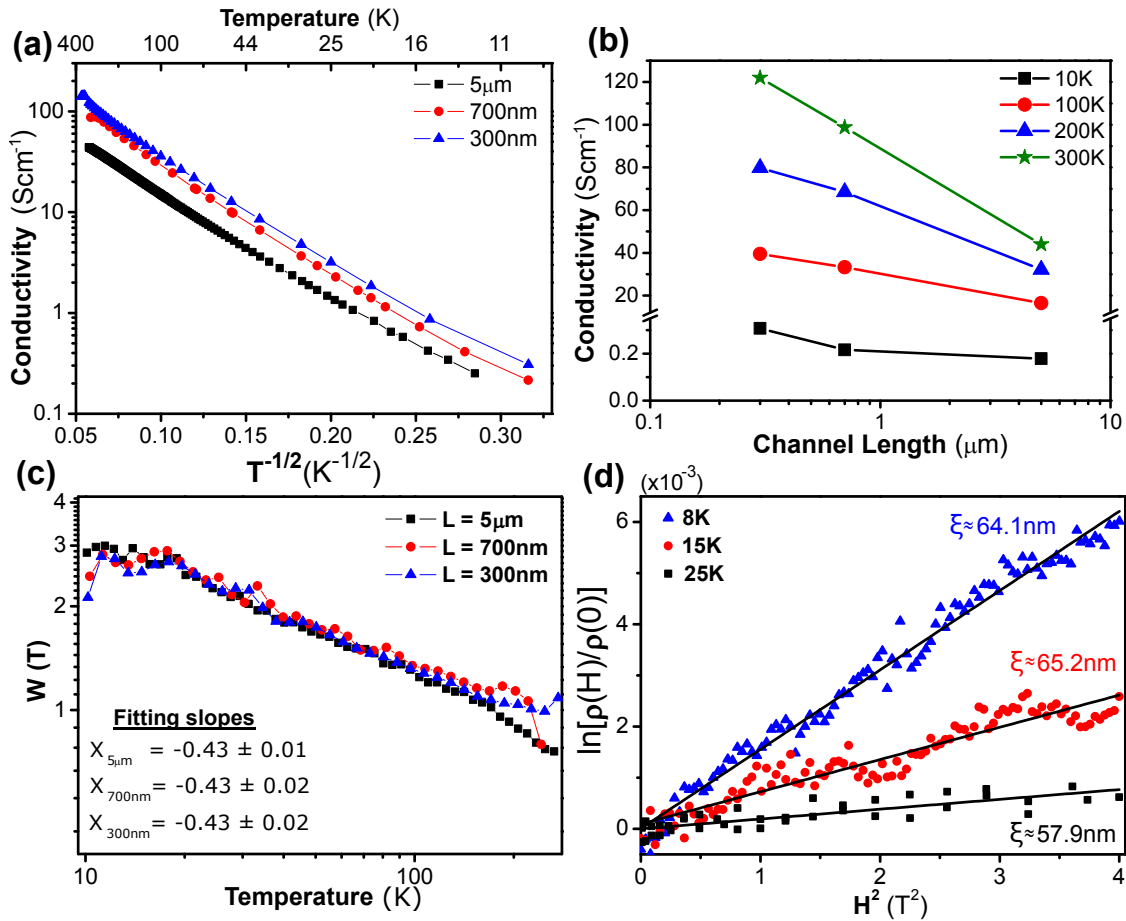 (a)
Temperature (K)
400 100 44 25 16 11
5μm
700nm
300nm
100
10
1
0.1
Conductivity (Scm⁻¹)
0.05 0.10 0.15 0.20 0.25 0.30
T⁻¹/² (K⁻¹/²)
(b)
10K
100K
200K
300K
120
100
80
60
40
20
0.2
0.0
Conductivity (Scm⁻¹)
0.1 1 10
Channel Length (μm)
(c)
L = 5μm
L = 700nm
L = 300nm
4
3
2
1
W (T)
Fitting slopes
X 5μm = -0.43 ± 0.01
X 700nm = -0.43 ± 0.02
X 300nm = -0.43 ± 0.02
10 100
Temperature (K)
(d)
(x10⁻³)
8K
15K
25K
ξ≈64.1nm
ξ≈65.2nm
ξ≈57.9nm
6
4
2
0
ln[ρ(H)/ρ(0)]
0 1 2 3 4
H² (T²)